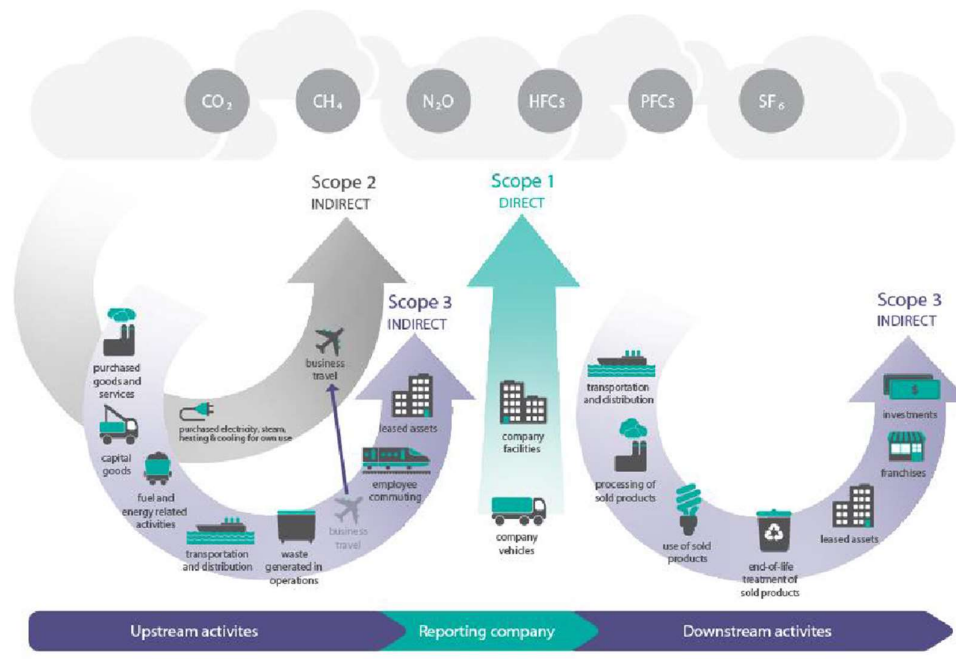 CO₂
CH₄
N₂O
HFCs
PFCs
SF₆
Scope 2
INDIRECT
Scope 1
DIRECT
Scope 3
INDIRECT
Scope 3
INDIRECT
purchased
goods and
services
capital
goods
fuel and
energy related
activities
transportation
and distribution
waste
generated in
operations
business
travel
employee
commuting
leased assets
purchased electricity, steam,
heating & cooling for own use
business
travel
company
facilities
company
vehicles
transportation
and distribution
processing of
sold products
use of sold
products
end-of-life
treatment of
sold products
leased assets
franchises
investments
$
Upstream activites
Reporting company
Downstream activites